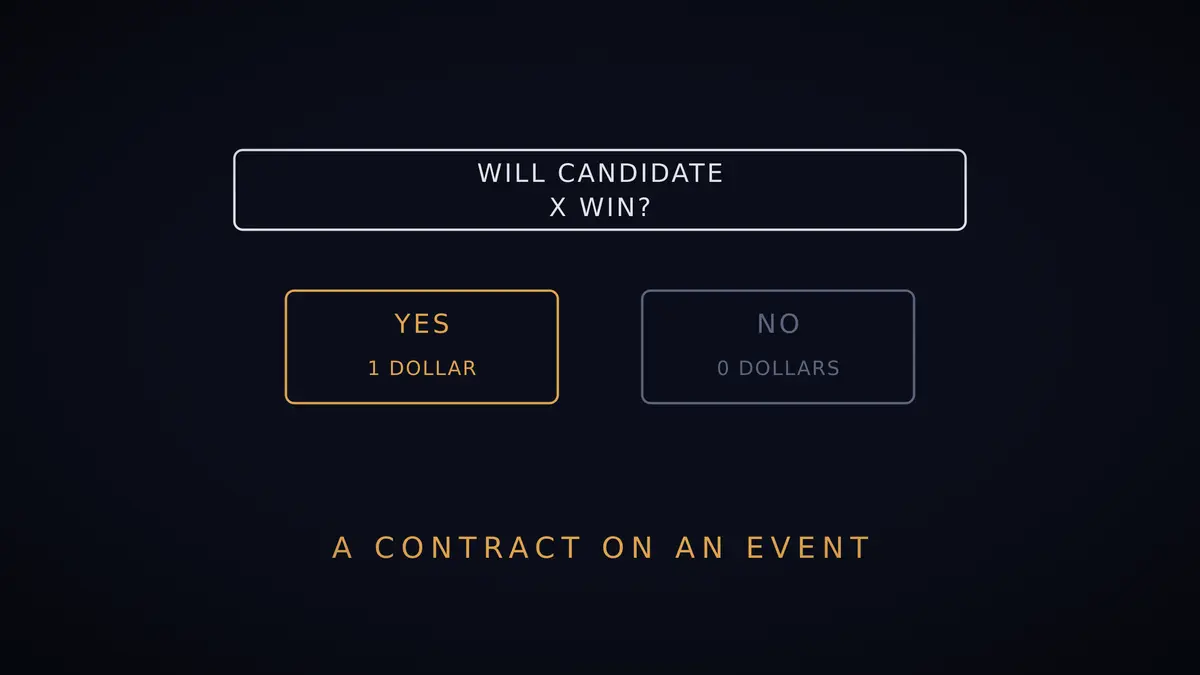 WILL CANDIDATE
X WIN?
YES
NO
1 DOLLAR
0 DOLLARS
A CONTRACT ON AN EVENT